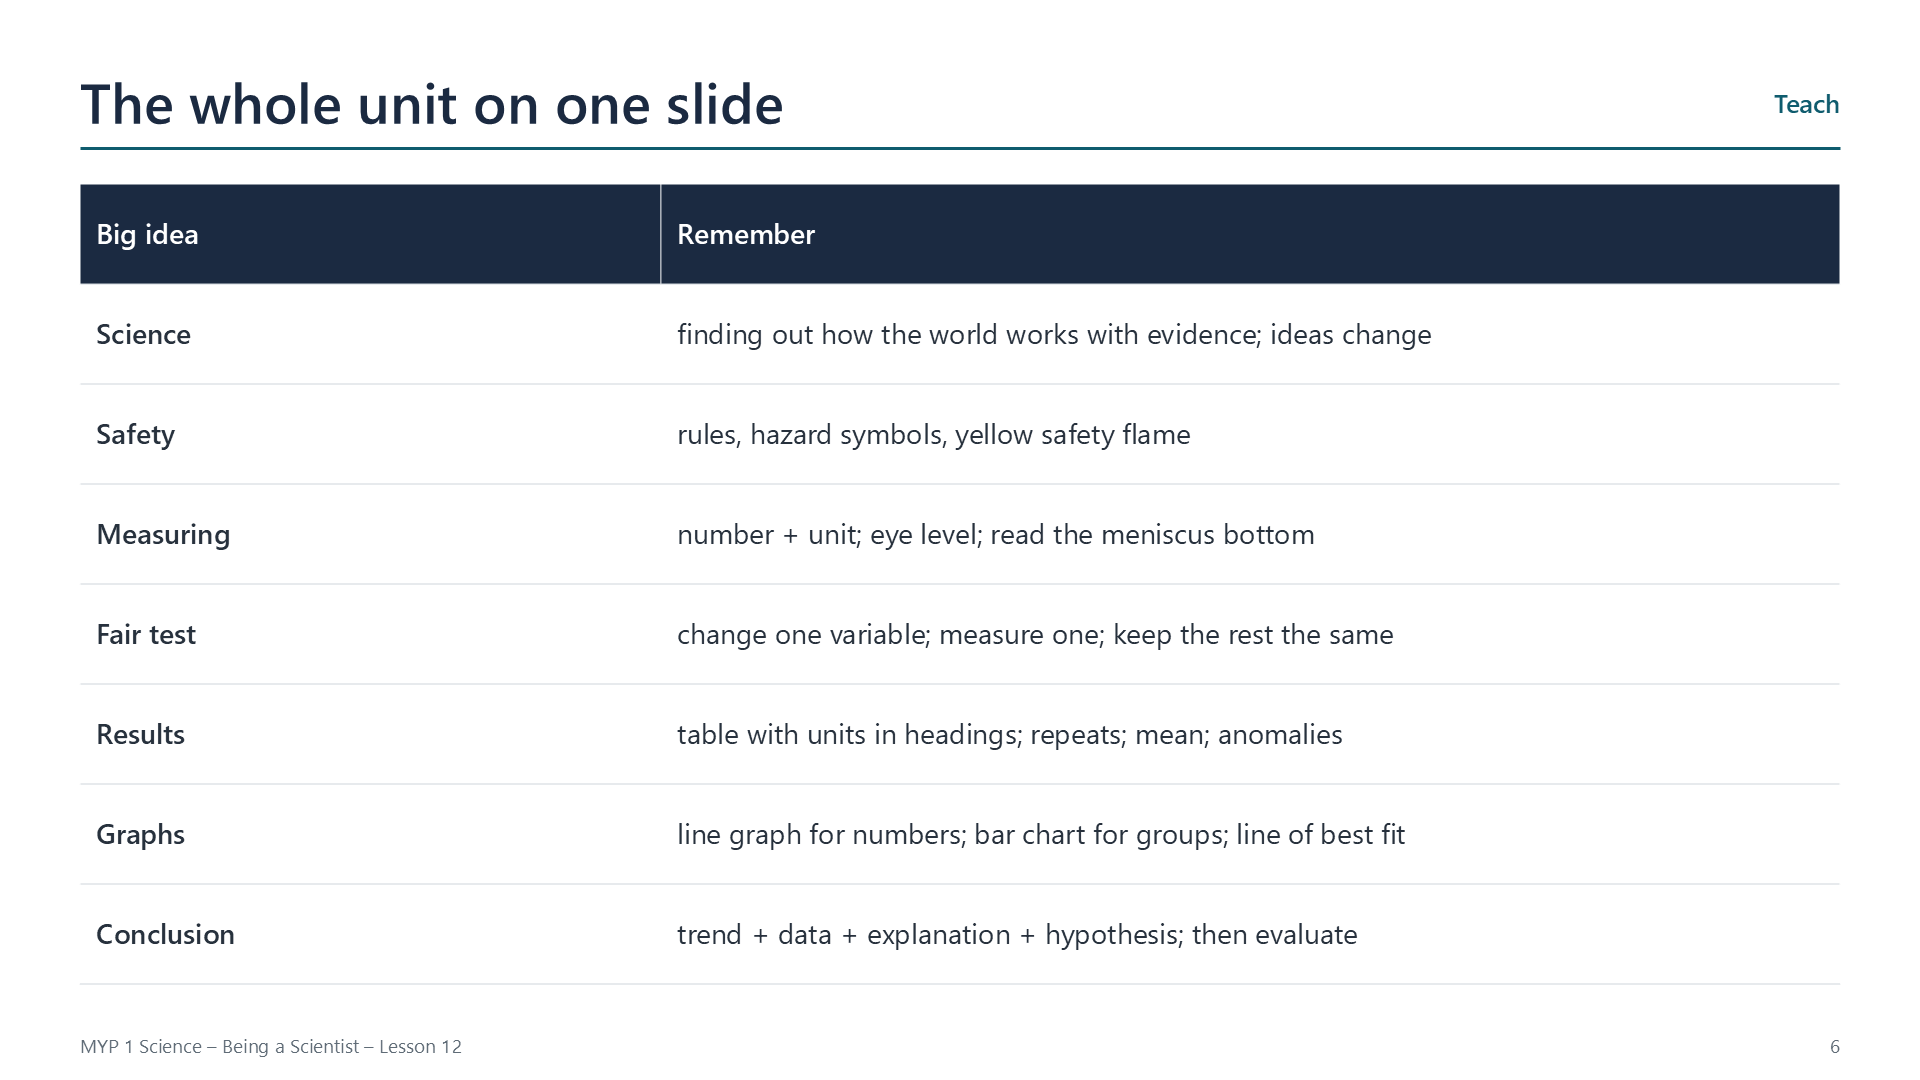 The whole unit on one slide
Teach
Big idea
Remember
Science
finding out how the world works with evidence; ideas change
Safety
rules, hazard symbols, yellow safety flame
Measuring
number + unit; eye level; read the meniscus bottom
Fair test
change one variable; measure one; keep the rest the same
Results
table with units in headings; repeats; mean; anomalies
Graphs
line graph for numbers; bar chart for groups; line of best fit
Conclusion
trend + data + explanation + hypothesis; then evaluate
MYP 1 Science – Being a Scientist – Lesson 12
6